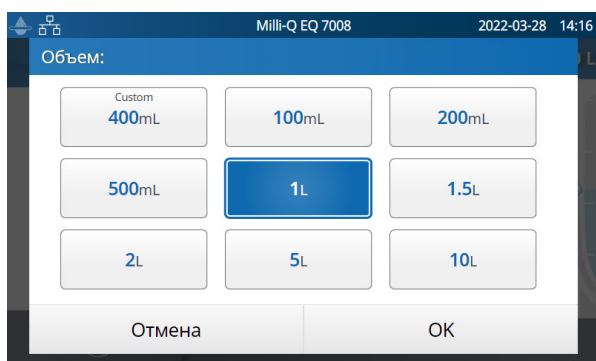 Milli-Q EQ 7008 2022-03-28 14:16
Объем:
Custom
400mL 100mL 200mL
500mL 1L 1.5L
2L 5L 10L
Отмена OK